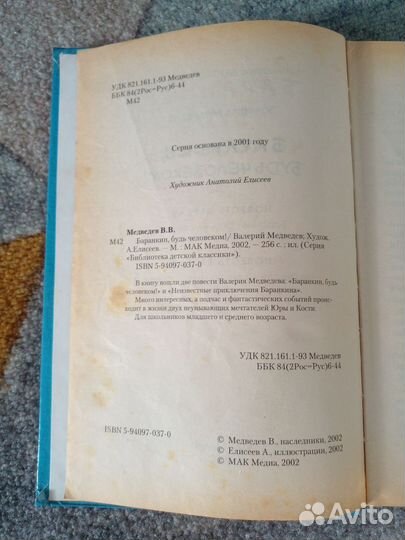 УДК 821.161.1-93 Медведев
ББК 84(2Рос=Рус)6-44
М42
Серия основана в 2001 году
Художник Анатолий Елисеев
Медведев В.В.
М42 Баранкин, будь человеком!/ Валерий Медведев; Худож.
А.Елисеев. — М. : МАК Медиа. 2002, — 256 с. : ил. (Серия
«Библиотека детской классики»).
ISBN 5-94097-037-0
В книгу вошли две повести Валерия Медведева: «Баранкин, будь
человеком!» и «Неизвестные приключения Баранкина».
Много интересных, а подчас и фантастических событий проис-
ходит в жизни двух неунывающих мечтателей Юры и Кости.
Для школьников младшего и среднего возраста.
УДК 821.161.1-93 Медведев
ББК 84(2Рос=Рус)6-44
ISBN 5-94097-037-0
© Медведев В., наследники, 2002
© Елисеев А., иллюстрации, 2002
© МАК Медиа. 2002
Avito